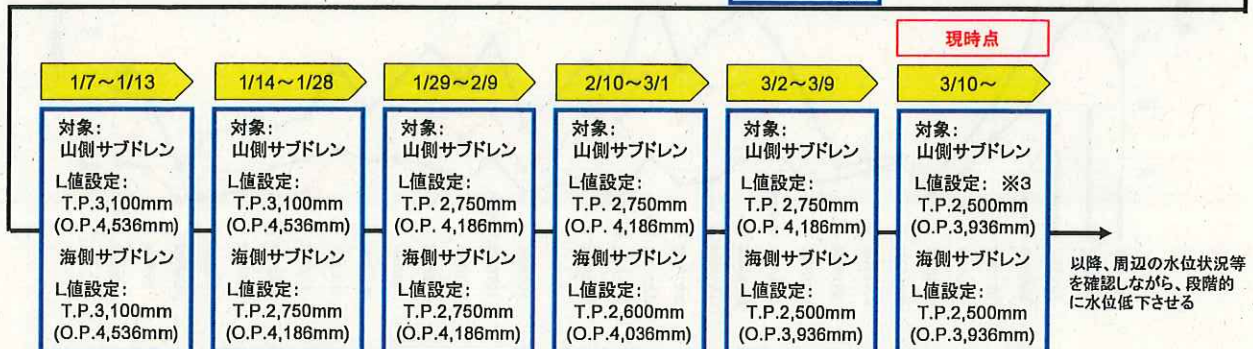 現時点
1/7～1/13
1/14～1/28
1/29～2/9
2/10～3/1
3/2～3/9
3/10～
対象：
山側サブドレン
L値設定：
T.P.3,100mm
(O.P.4,536mm)
海側サブドレン
L値設定：
T.P.3,100mm
(O.P.4,536mm)
対象：
山側サブドレン
L値設定：
T.P.3,100mm
(O.P.4,536mm)
海側サブドレン
L値設定：
T.P.2,750mm
(O.P.4,186mm)
対象：
山側サブドレン
L値設定：
T.P. 2,750mm
(O.P. 4,186mm)
海側サブドレン
L値設定：
T.P.2,750mm
(O.P.4,186mm)
対象：
山側サブドレン
L値設定：
T.P. 2,750mm
(O.P. 4,186mm)
海側サブドレン
L値設定：
T.P.2,600mm
(O.P.4,036mm)
対象：
山側サブドレン
L値設定：
T.P. 2,750mm
(O.P. 4,186mm)
海側サブドレン
L値設定：
T.P.2,500mm
(O.P.3,936mm)
対象：
山側サブドレン
L値設定： ※3
T.P.2,500mm
(O.P.3,936mm)
海側サブドレン
L値設定：
T.P.2,500mm
(O.P.3,936mm)
以降、周辺の水位状況等
を確認しながら、段階的
に水位低下させる